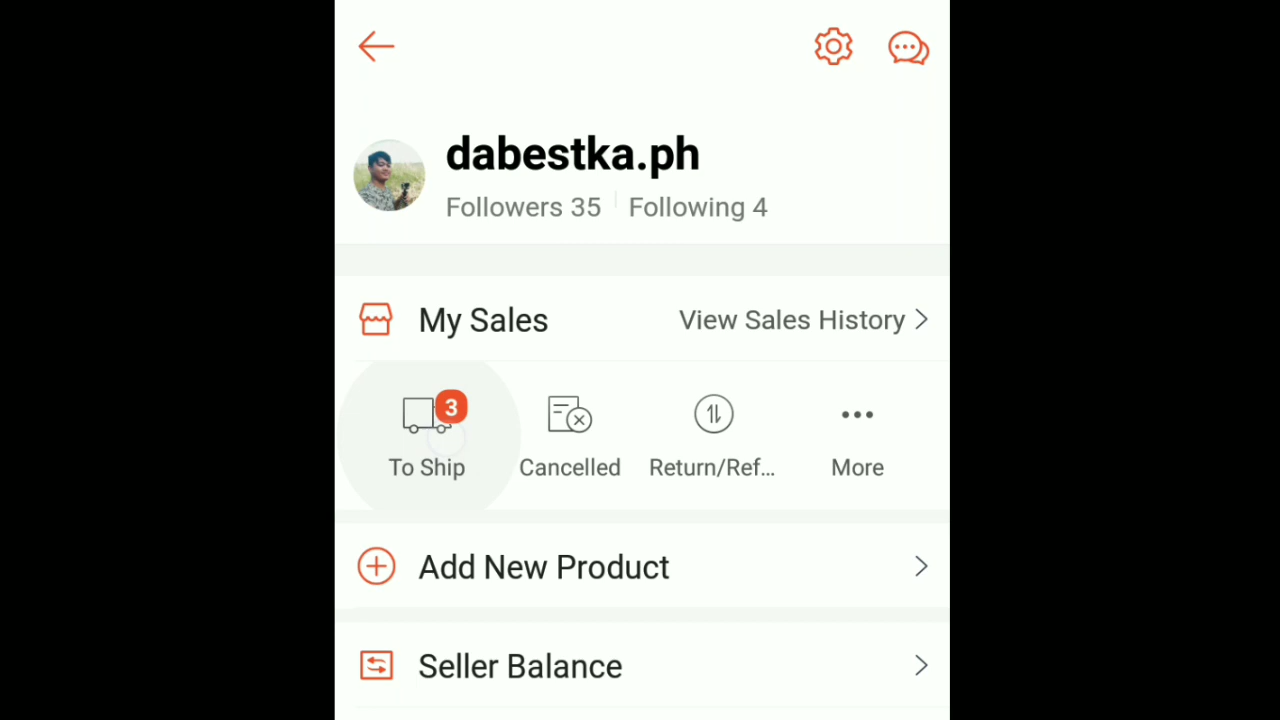 dabestka.ph
Followers 35 Following 4
My Sales View Sales History
3
To Ship Cancelled Return/Ref... More
Add New Product
Seller Balance